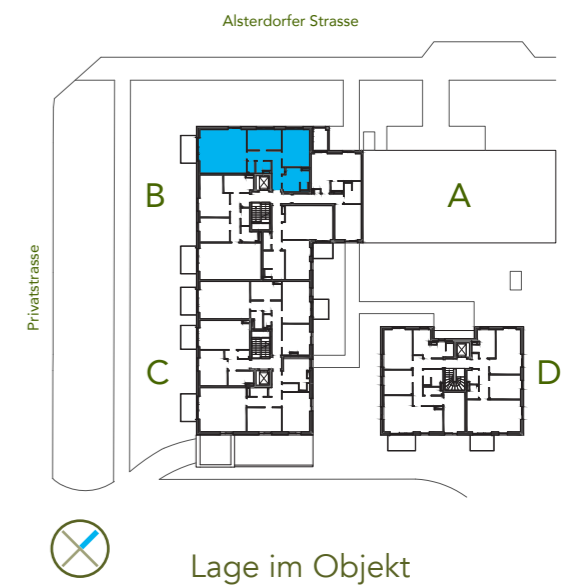 Alsterdorfer Strasse
B
A
Privatstrasse
C
D
Lage im Objekt